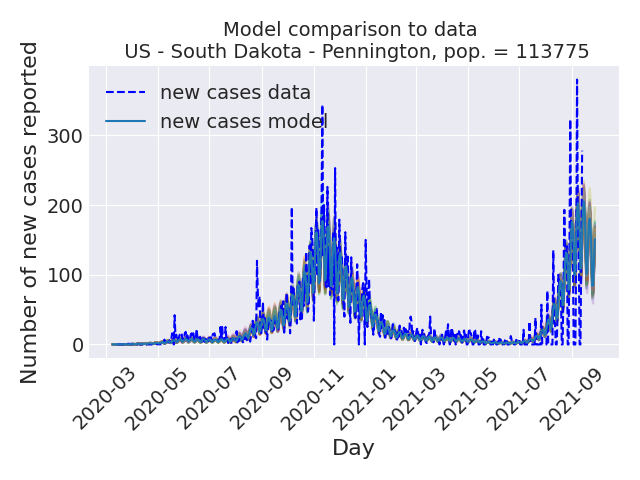 Model comparison to data
US - South Dakota - Pennington, pop. = 113775
Number of new cases reported
new cases data
new cases model
300
200
100
0
2020-03
2020-05
2020-07
2020-09
2020-11
2021-01
2021-03
2021-05
2021-07
2021-09
Day